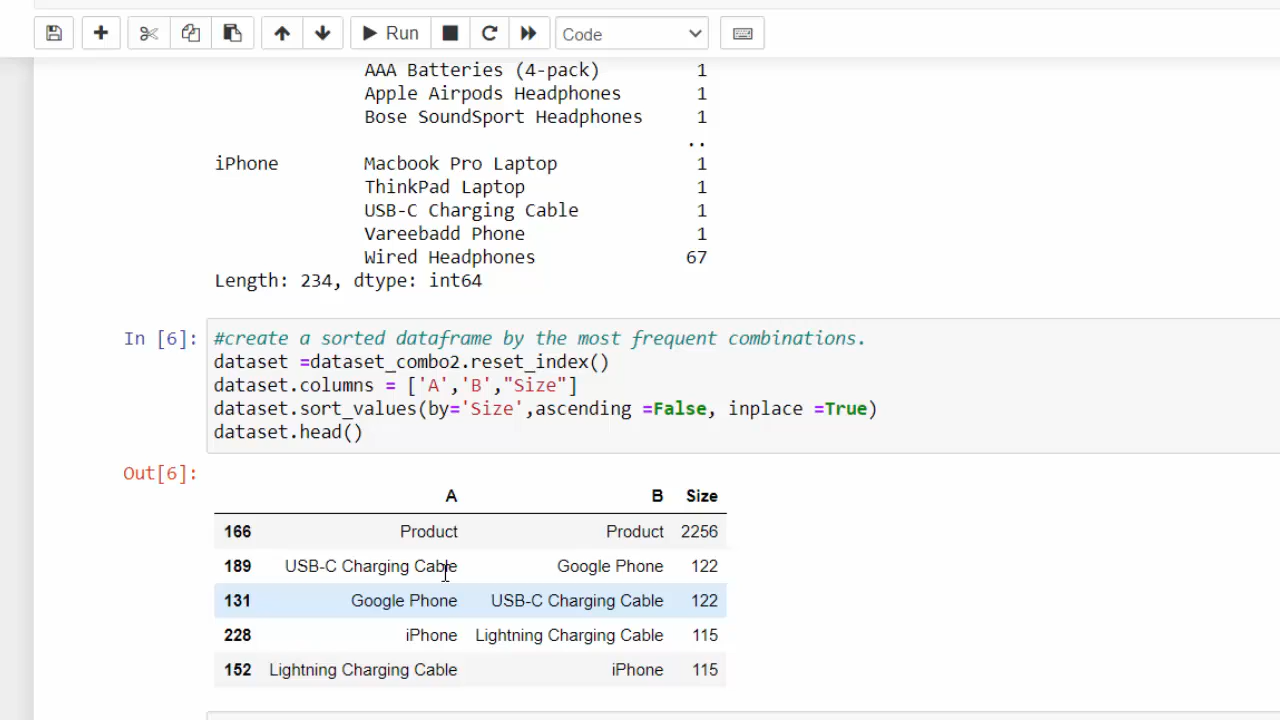 Run Code
AAA Batteries (4-pack) 1
Apple Airpods Headphones 1
Bose SoundSport Headphones 1
..
iPhone Macbook Pro Laptop 1
ThinkPad Laptop 1
USB-C Charging Cable 1
Vareebadd Phone 1
Wired Headphones 67
Length: 234, dtype: int64
In [6]: #create a sorted dataframe by the most frequent combinations.
dataset =dataset_combo2.reset_index()
dataset.columns = ['A','B',"Size"]
dataset.sort_values(by='Size',ascending =False, inplace =True)
dataset.head()
Out[6]:
A B Size
166 Product Product 2256
189 USB-C Charging Cable Google Phone 122
131 Google Phone USB-C Charging Cable 122
228 iPhone Lightning Charging Cable 115
152 Lightning Charging Cable iPhone 115